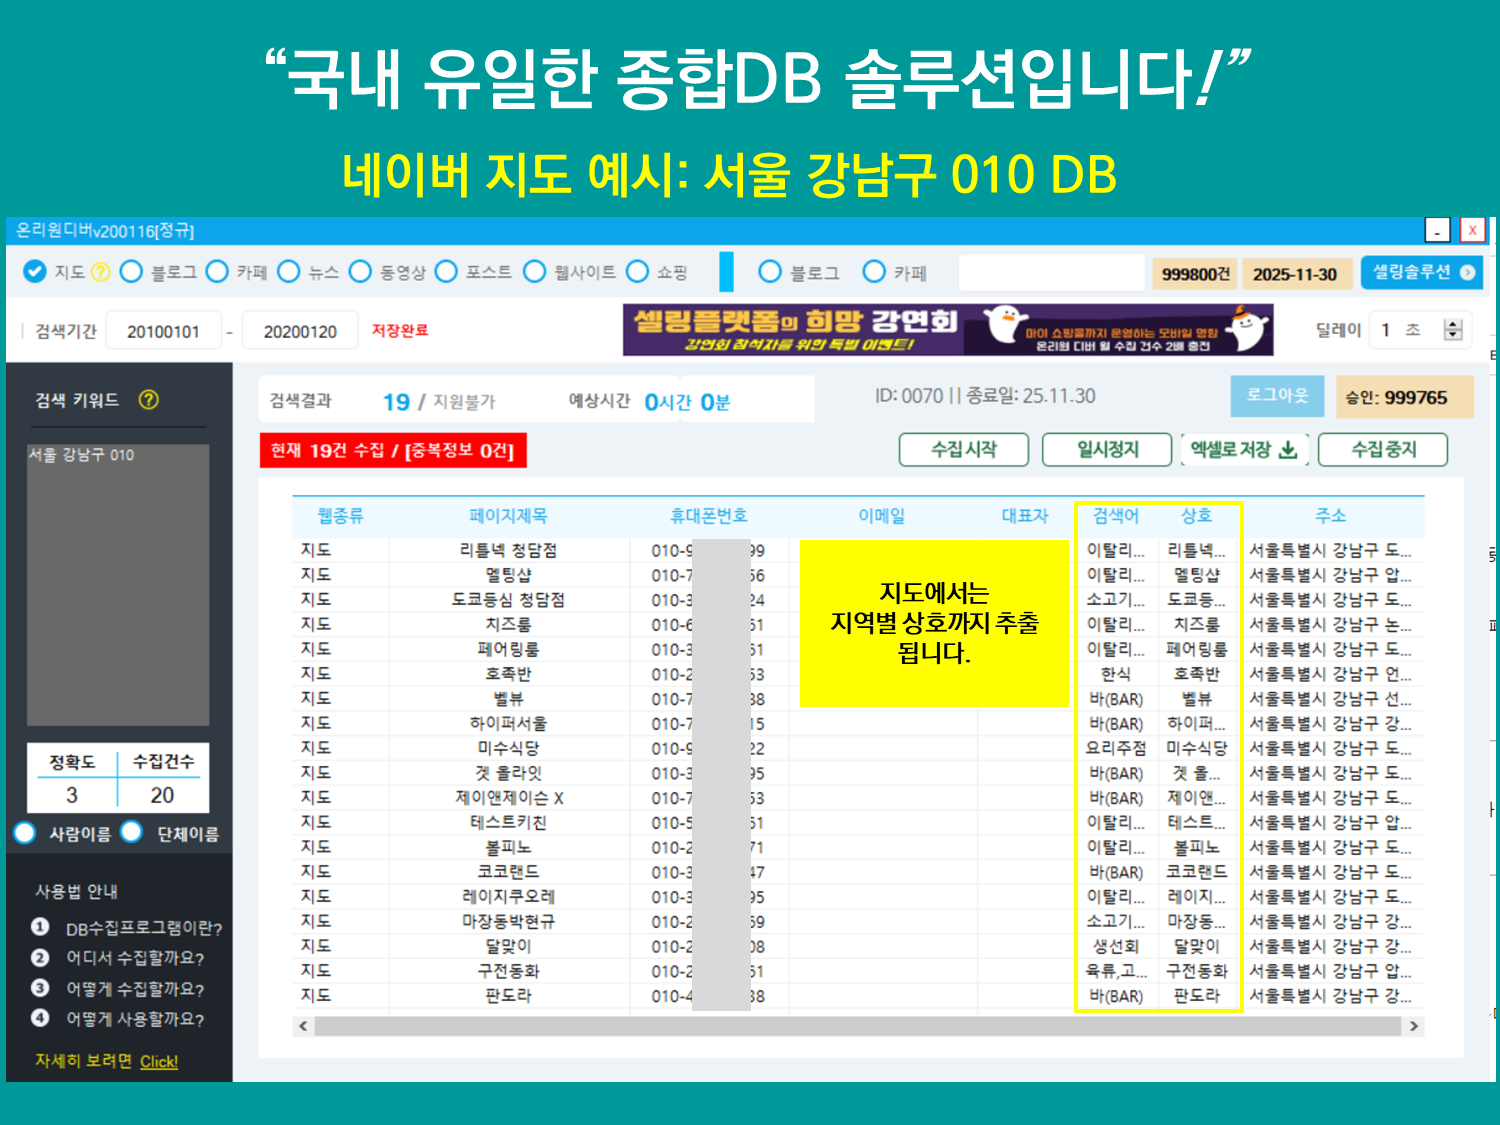 “국내 유일한 종합DB 솔루션입니다!”
네이버 지도 예시: 서울 강남구 010 DB
온리원디버v200116[정규]
- X
지도 ? 블로그 카페 뉴스 동영상 포스트 웹사이트 쇼핑 블로그 카페 999800건 2025-11-30 셀링솔루션
검색기간 20100101 - 20200120 저장완료
셀링플랫폼의 희망 강연회
강연회 참석자를 위한 특별 이벤트!
마이 쇼핑몰까지 운영하는 모바일 명함
온리원 디버 월 수집 건수 2배 충전
딜레이 1 초
검색 키워드 ?
서울 강남구 010
검색결과 19 / 지원불가 예상시간 0시간 0분
ID: 0070 || 종료일: 25.11.30 로그아웃 승인: 999765
현재 19건 수집 / [중복정보 0건]
수집시작 일시정지 엑셀로 저장 수집중지
웹종류 페이지제목 휴대폰번호 이메일 대표자 검색어 상호 주소
지도 리틀넥 청담점 010-9 99 이탈리... 리틀넥... 서울특별시 강남구 도...
지도 멜팅샵 010-7 56 이탈리... 멜팅샵 서울특별시 강남구 압...
지도 도쿄등심 청담점 010-3 24 소고기... 도쿄등... 서울특별시 강남구 도...
지도 치즈룸 010-6 51 이탈리... 치즈룸 서울특별시 강남구 논...
지도 페어링룸 010-3 61 이탈리... 페어링룸 서울특별시 강남구 도...
지도 호족반 010-2 53 한식 호족반 서울특별시 강남구 언...
지도 벨뷰 010-7 38 바(BAR) 벨뷰 서울특별시 강남구 선...
지도 하이퍼서울 010-7 15 바(BAR) 하이퍼... 서울특별시 강남구 강...
지도 미수식당 010-9 22 요리주점 미수식당 서울특별시 강남구 도...
지도 겟 올라잇 010-3 95 바(BAR) 겟 올... 서울특별시 강남구 도...
지도 제이앤제이슨 X 010-7 53 바(BAR) 제이앤... 서울특별시 강남구 도...
지도 테스트키친 010-5 51 이탈리... 테스트... 서울특별시 강남구 압...
지도 볼피노 010-2 71 이탈리... 볼피노 서울특별시 강남구 도...
지도 코코랜드 010-3 47 바(BAR) 코코랜드 서울특별시 강남구 도...
지도 레이지쿠오레 010-3 95 이탈리... 레이지... 서울특별시 강남구 도...
지도 마장동박현규 010-2 59 소고기... 마장동... 서울특별시 강남구 강...
지도 달맞이 010-2 08 생선회 달맞이 서울특별시 강남구 강...
지도 구전동화 010-2 51 육류,고... 구전동화 서울특별시 강남구 압...
지도 판도라 010-4 38 바(BAR) 판도라 서울특별시 강남구 강...
지도에서는
지역별 상호까지 추출
됩니다.
정확도 수집건수
3 20
사람이름 단체이름
사용법 안내
1 DB수집프로그램이란?
2 어디서 수집할까요?
3 어떻게 수집할까요?
4 어떻게 사용할까요?
자세히 보려면 Click!